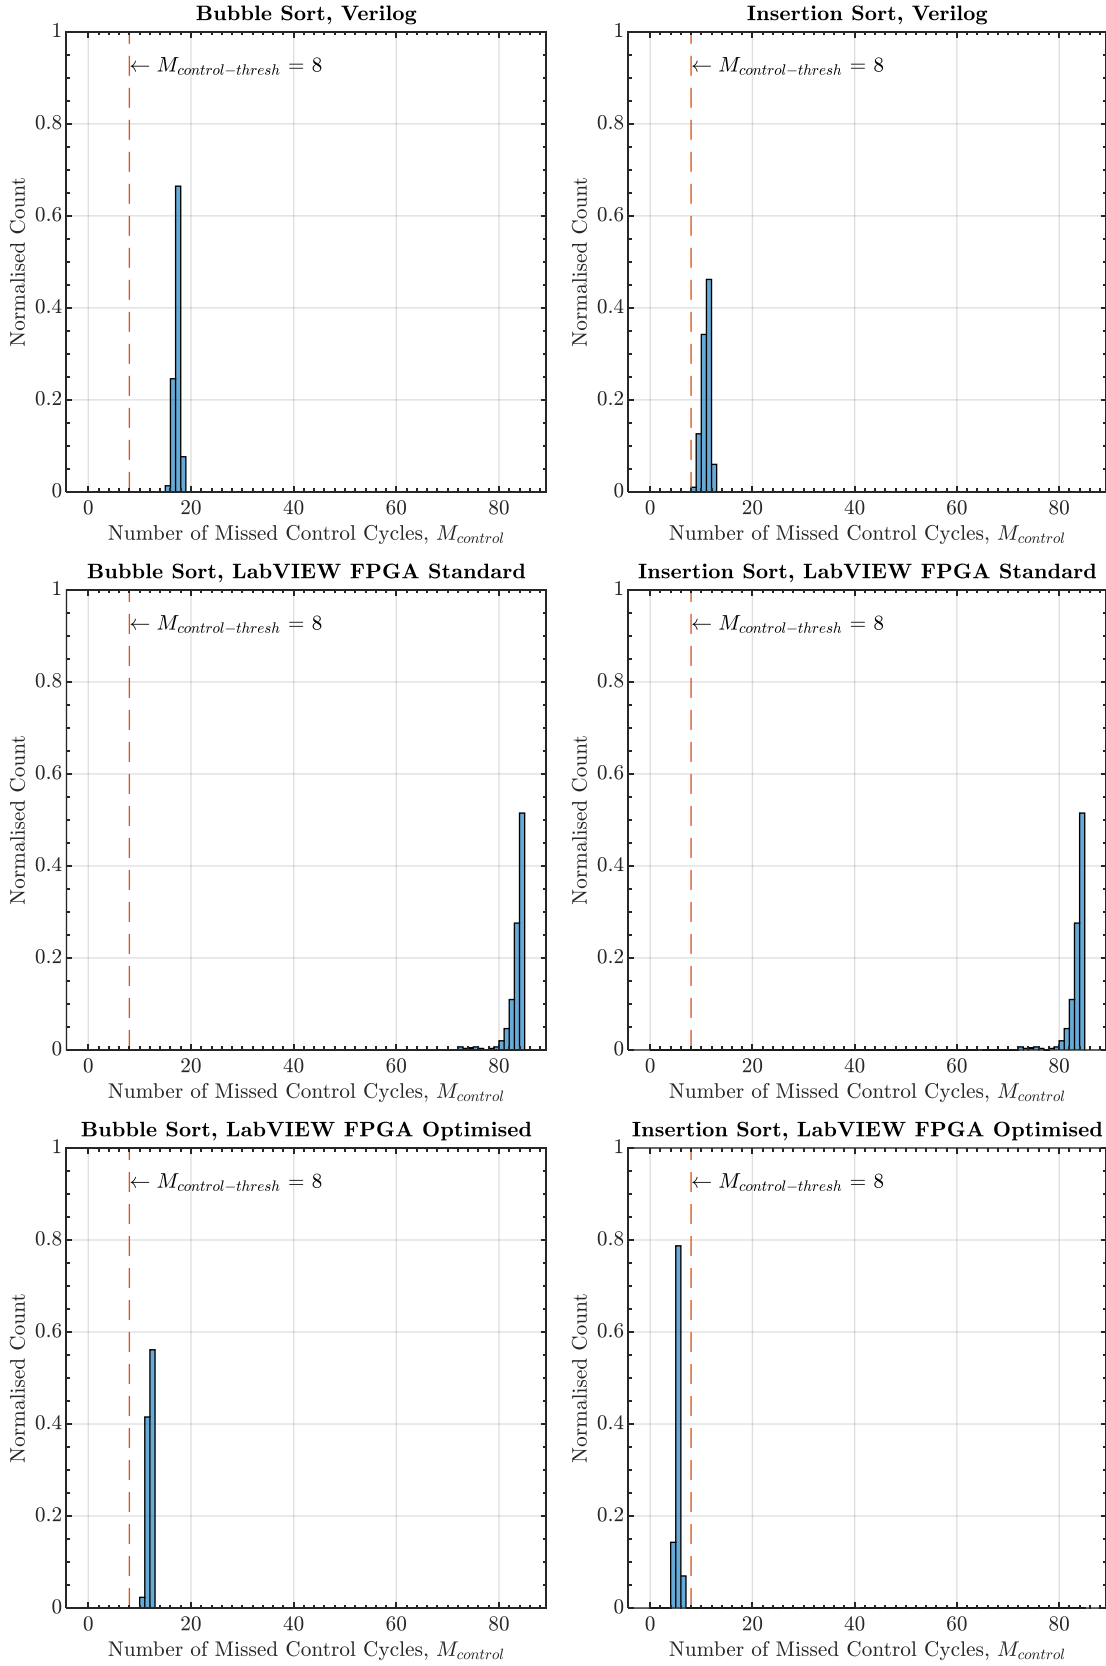 Bubble Sort, Verilog
1
0.8
0.6
0.4
0.2
0
← M_control−thresh = 8
Normalised Count
0 20 40 60 80
Number of Missed Control Cycles, M_control
Insertion Sort, Verilog
1
0.8
0.6
0.4
0.2
0
← M_control−thresh = 8
Normalised Count
0 20 40 60 80
Number of Missed Control Cycles, M_control
Bubble Sort, LabVIEW FPGA Standard
1
0.8
0.6
0.4
0.2
0
← M_control−thresh = 8
Normalised Count
0 20 40 60 80
Number of Missed Control Cycles, M_control
Insertion Sort, LabVIEW FPGA Standard
1
0.8
0.6
0.4
0.2
0
← M_control−thresh = 8
Normalised Count
0 20 40 60 80
Number of Missed Control Cycles, M_control
Bubble Sort, LabVIEW FPGA Optimised
1
0.8
0.6
0.4
0.2
0
← M_control−thresh = 8
Normalised Count
0 20 40 60 80
Number of Missed Control Cycles, M_control
Insertion Sort, LabVIEW FPGA Optimised
1
0.8
0.6
0.4
0.2
0
← M_control−thresh = 8
Normalised Count
0 20 40 60 80
Number of Missed Control Cycles, M_control